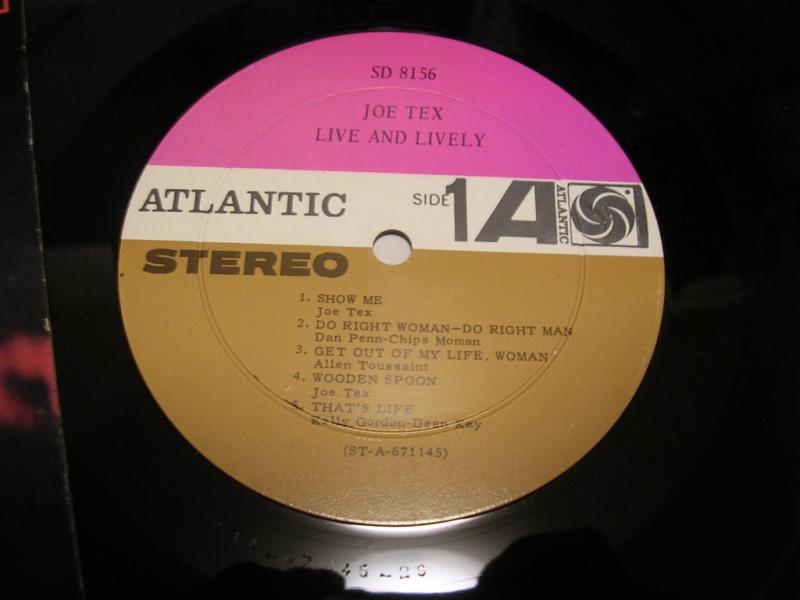 SD 8156
JOE TEX
LIVE AND LIVELY
ATLANTIC
SIDE 1 A
ATLANTIC
STEREO
1. SHOW ME
Joe Tex
2. DO RIGHT WOMAN—DO RIGHT MAN
Dan Penn-Chips Moman
3. GET OUT OF MY LIFE, WOMAN
Allen Toussaint
4. WOODEN SPOON
Joe Tex
5. THAT'S LIFE
Kelly Gordon-Dean Kay
(ST-A-671145)